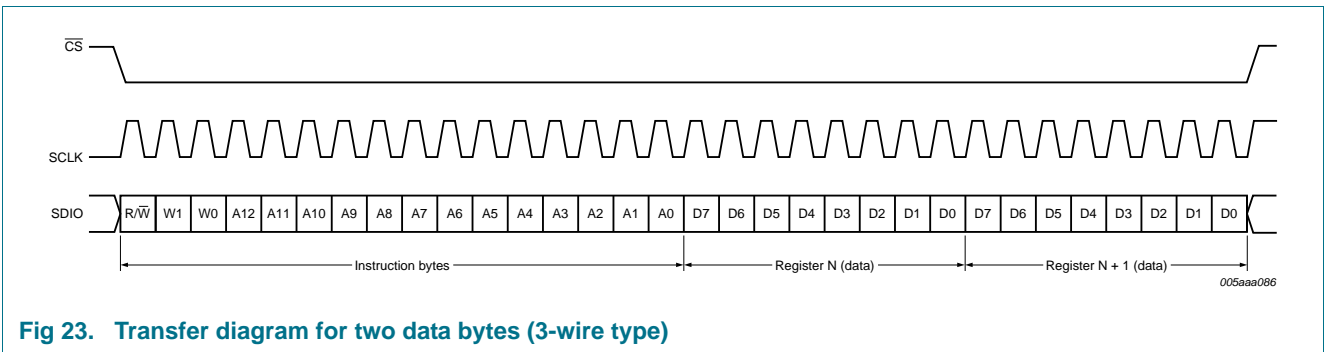 CS
SCLK
SDIO R/W W1 W0 A12 A11 A10 A9 A8 A7 A6 A5 A4 A3 A2 A1 A0 D7 D6 D5 D4 D3 D2 D1 D0 D7 D6 D5 D4 D3 D2 D1 D0
Instruction bytes Register N (data) Register N + 1 (data)
005aaa086
Fig 23. Transfer diagram for two data bytes (3-wire type)